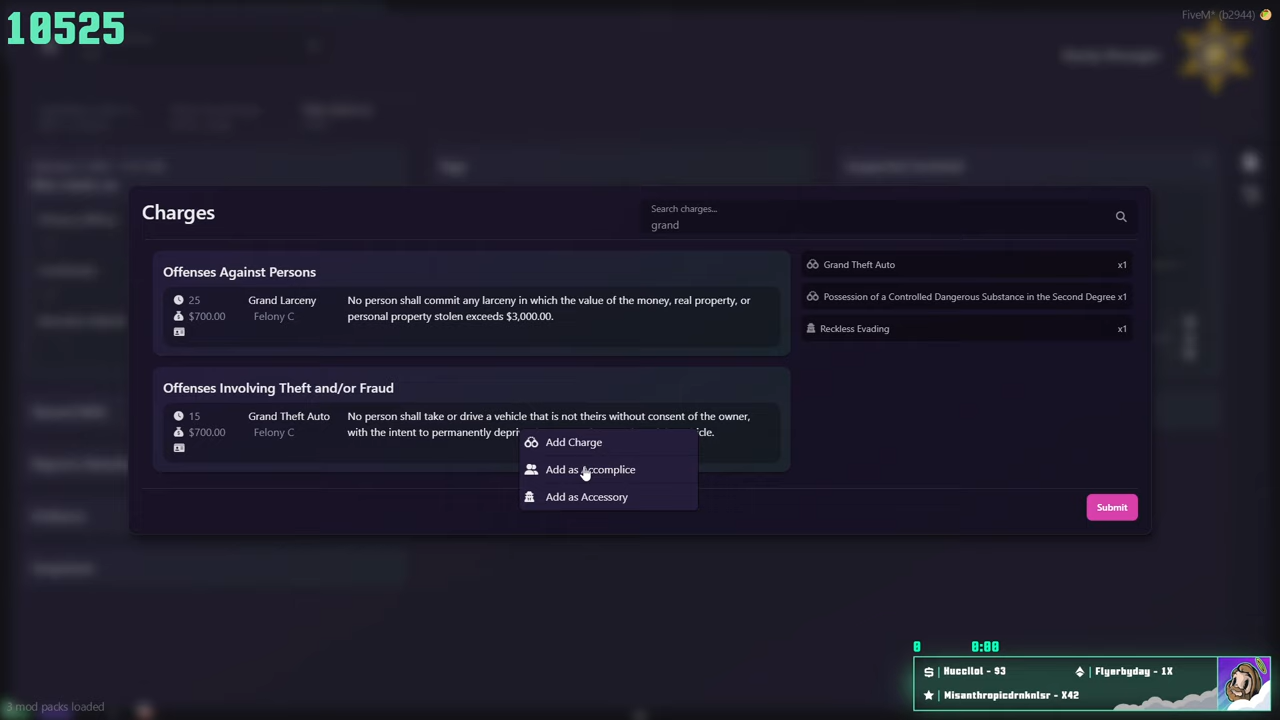 10525
FiveM* (b2944)
Charges
Search charges...
grand
Offenses Against Persons
25
Grand Larceny
No person shall commit any larceny in which the value of the money, real property, or
$700.00
Felony C
personal property stolen exceeds $3,000.00.
Offenses Involving Theft and/or Fraud
15
Grand Theft Auto
No person shall take or drive a vehicle that is not theirs without consent of the owner,
$700.00
Felony C
with the intent to permanently
Add Charge
Add as Accomplice
Add as Accessory
Grand Theft Auto x1
Possession of a Controlled Dangerous Substance in the Second Degree x1
Reckless Evading x1
Submit
0 0:00
Huccilol - 93
Flyørbyday - 1X
Misanthropicdrnknlsr - X42
3 mod packs loaded